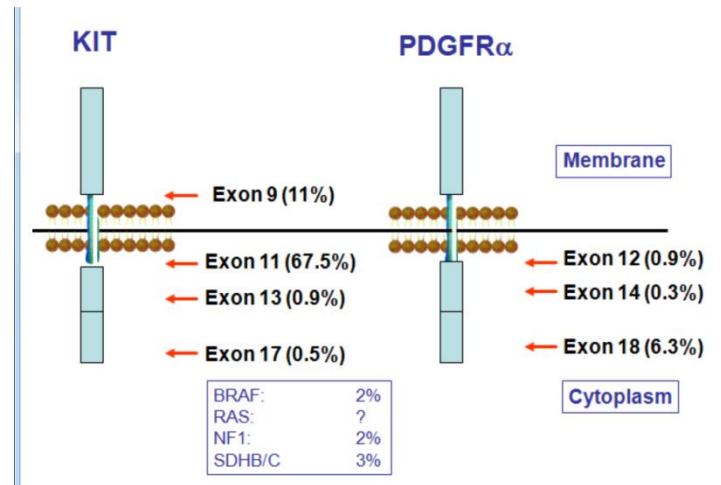 KIT
PDGFRα
Membrane
Exon 9 (11%)
Exon 11 (67.5%)
Exon 12 (0.9%)
Exon 13 (0.9%)
Exon 14 (0.3%)
Exon 17 (0.5%)
Exon 18 (6.3%)
BRAF: 2%
RAS: ?
NF1: 2%
SDHB/C 3%
Cytoplasm